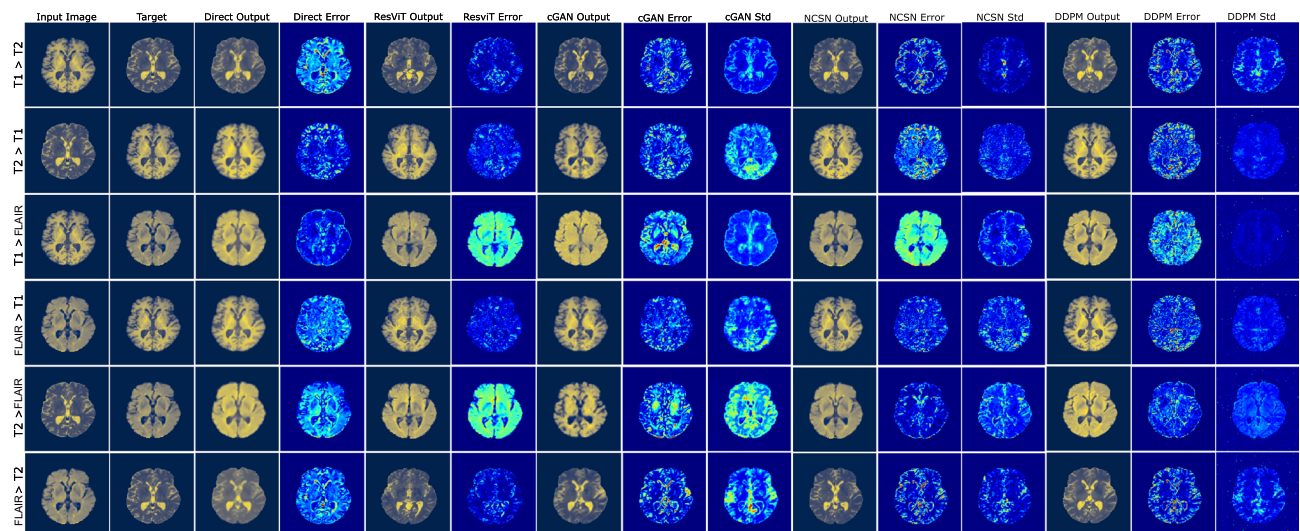 Input Image Target Direct Output Direct Error ResViT Output ResViT Error cGAN Output cGAN Error cGAN Std NCSN Output NCSN Error NCSN Std DDPM Output DDPM Error DDPM Std
T1 > T2
T2 > T1
T1 > FLAIR
FLAIR > T1
T2 > FLAIR
FLAIR > T2